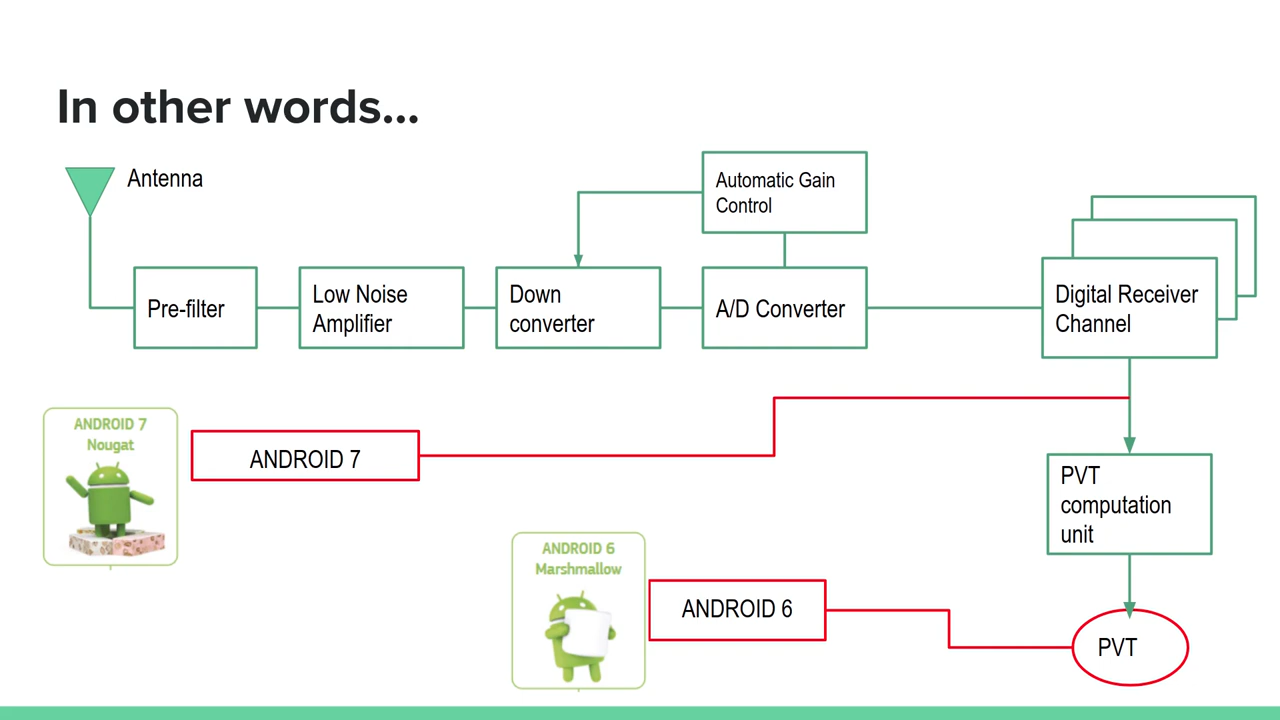 In other words...
Antenna
Automatic Gain
Control
Pre-filter
Low Noise
Amplifier
Down
converter
A/D Converter
Digital Receiver
Channel
ANDROID 7
Nougat
ANDROID 7
PVT
computation
unit
ANDROID 6
Marshmallow
ANDROID 6
PVT